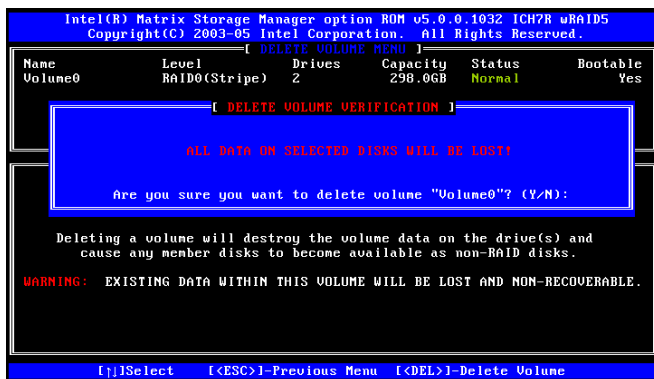 Intel(R) Matrix Storage Manager option ROM v5.0.0.1032 ICH7R wRAID5
Copyright(C) 2003-05 Intel Corporation. All Rights Reserved.
[ DELETE VOLUME MENU ]
Name Level Drives Capacity Status Bootable
Volume0 RAID0(Stripe) 2 298.0GB Normal Yes
[ DELETE VOLUME VERIFICATION ]
ALL DATA ON SELECTED DISKS WILL BE LOST!
Are you sure you want to delete volume "Volume0"? (Y/N):
Deleting a volume will destroy the volume data on the drive(s) and
cause any member disks to become available as non-RAID disks.
WARNING: EXISTING DATA WITHIN THIS VOLUME WILL BE LOST AND NON-RECOVERABLE.
[↑↓]Select [<ESC>]-Previous Menu [<DEL>]-Delete Volume